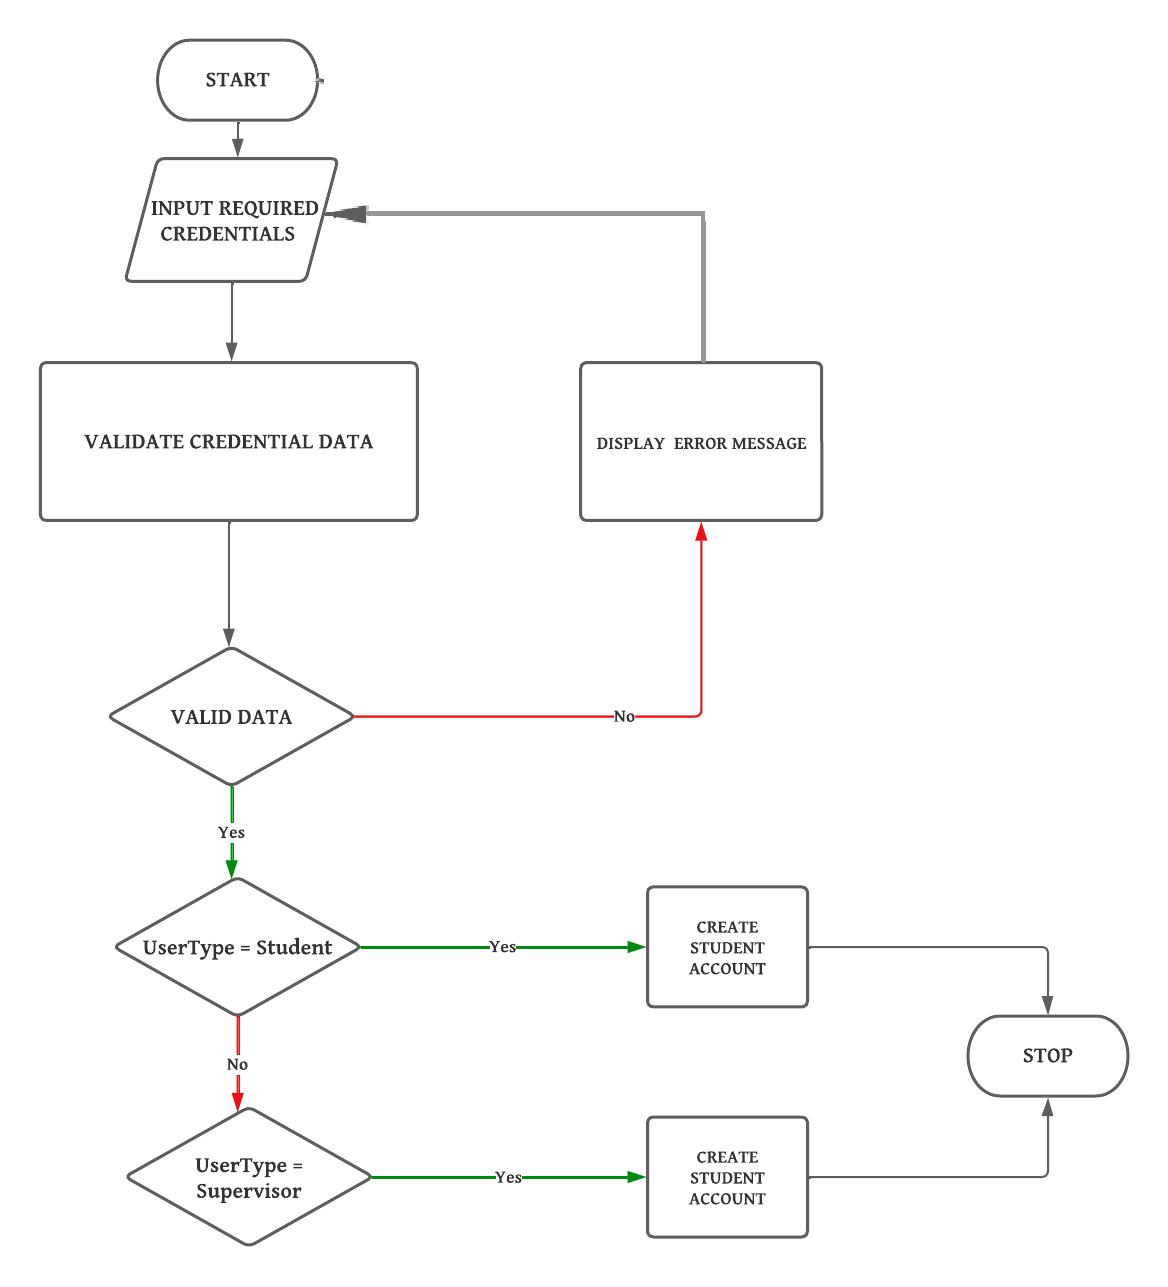 START
INPUT REQUIRED
CREDENTIALS
VALIDATE CREDENTIAL DATA
DISPLAY ERROR MESSAGE
VALID DATA
No
Yes
UserType = Student
Yes
CREATE
STUDENT
ACCOUNT
No
STOP
UserType =
Supervisor
Yes
CREATE
STUDENT
ACCOUNT